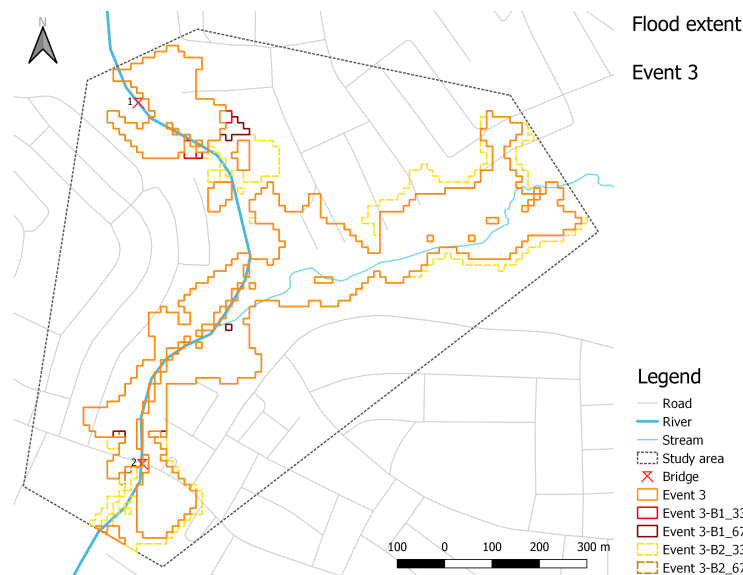 Flood extent
Event 3
N
1
2
Legend
Road
River
Stream
Study area
Bridge
Event 3
Event 3-B1_33
Event 3-B1_67
Event 3-B2_33
Event 3-B2_67
100 0 100 200 300 m